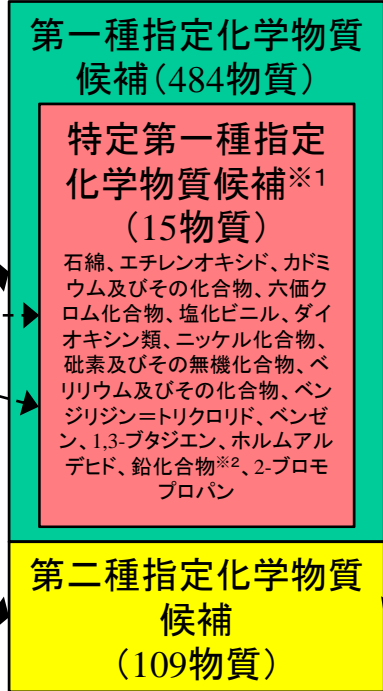 第一種指定化学物質
候補(484物質)
特定第一種指定
化学物質候補※1
(15物質)
石綿、エチレンオキシド、カドミ
ウム及びその化合物、六価ク
ロム化合物、塩化ビニル、ダイ
オキシン類、ニッケル化合物、
砒素及びその無機化合物、ベ
リリウム及びその化合物、ベン
ジリジン=トリクロリド、ベンゼ
ン、1,3-ブタジエン、ホルムアル
デヒド、鉛化合物※2、2-ブロモ
プロパン
第二種指定化学物質
候補
(109物質)